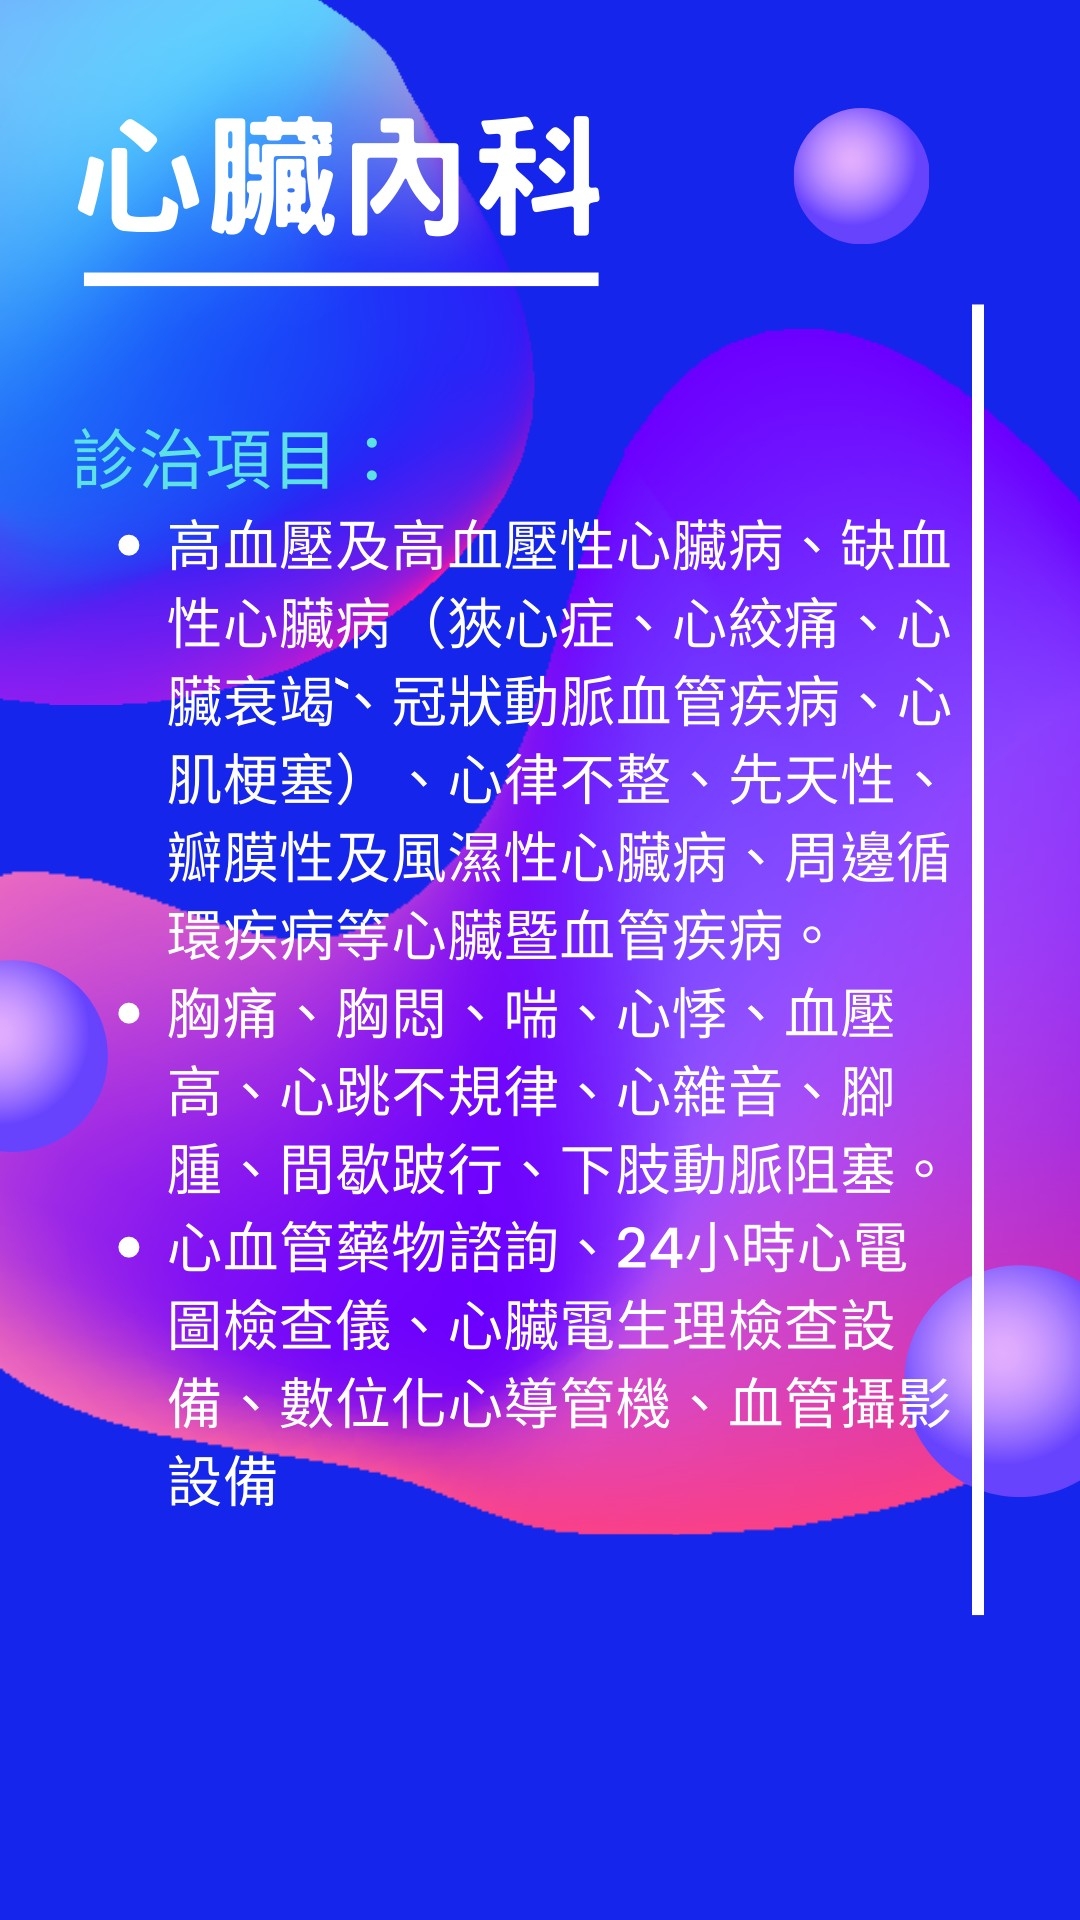 心臟內科
診治項目：
• 高血壓及高血壓性心臟病、缺血
性心臟病（狹心症、心絞痛、心
臟衰竭`、冠狀動脈血管疾病、心
肌梗塞）、心律不整、先天性、
瓣膜性及風濕性心臟病、周邊循
環疾病等心臟暨血管疾病。
• 胸痛、胸悶、喘、心悸、血壓
高、心跳不規律、心雜音、腳
腫、間歇跛行、下肢動脈阻塞。
• 心血管藥物諮詢、24小時心電
圖檢查儀、心臟電生理檢查設
備、數位化心導管機、血管攝影
設備